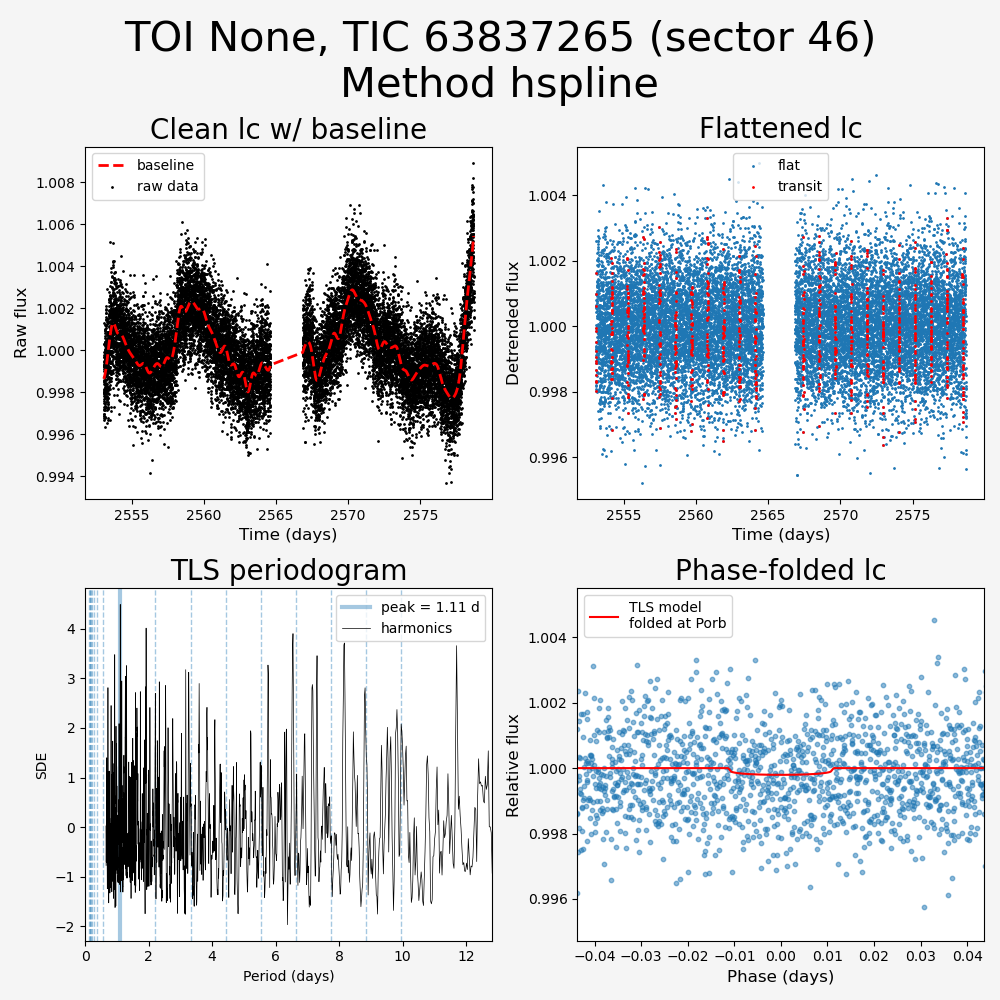 TOI None, TIC 63837265 (sector 46)
Method hspline
Clean lc w/ baseline
baseline
raw data
1.008
1.006
1.004
1.002
1.000
0.998
0.996
0.994
Raw flux
2555 2560 2565 2570 2575
Time (days)
Flattened lc
flat
transit
1.004
1.002
1.000
0.998
0.996
Detrended flux
2555 2560 2565 2570 2575
Time (days)
TLS periodogram
peak = 1.11 d
harmonics
4
3
2
1
0
−1
−2
SDE
0 2 4 6 8 10 12
Period (days)
Phase-folded lc
TLS model
folded at Porb
1.004
1.002
1.000
0.998
0.996
Relative flux
−0.04 −0.03 −0.02 −0.01 0.00 0.01 0.02 0.03 0.04
Phase (days)